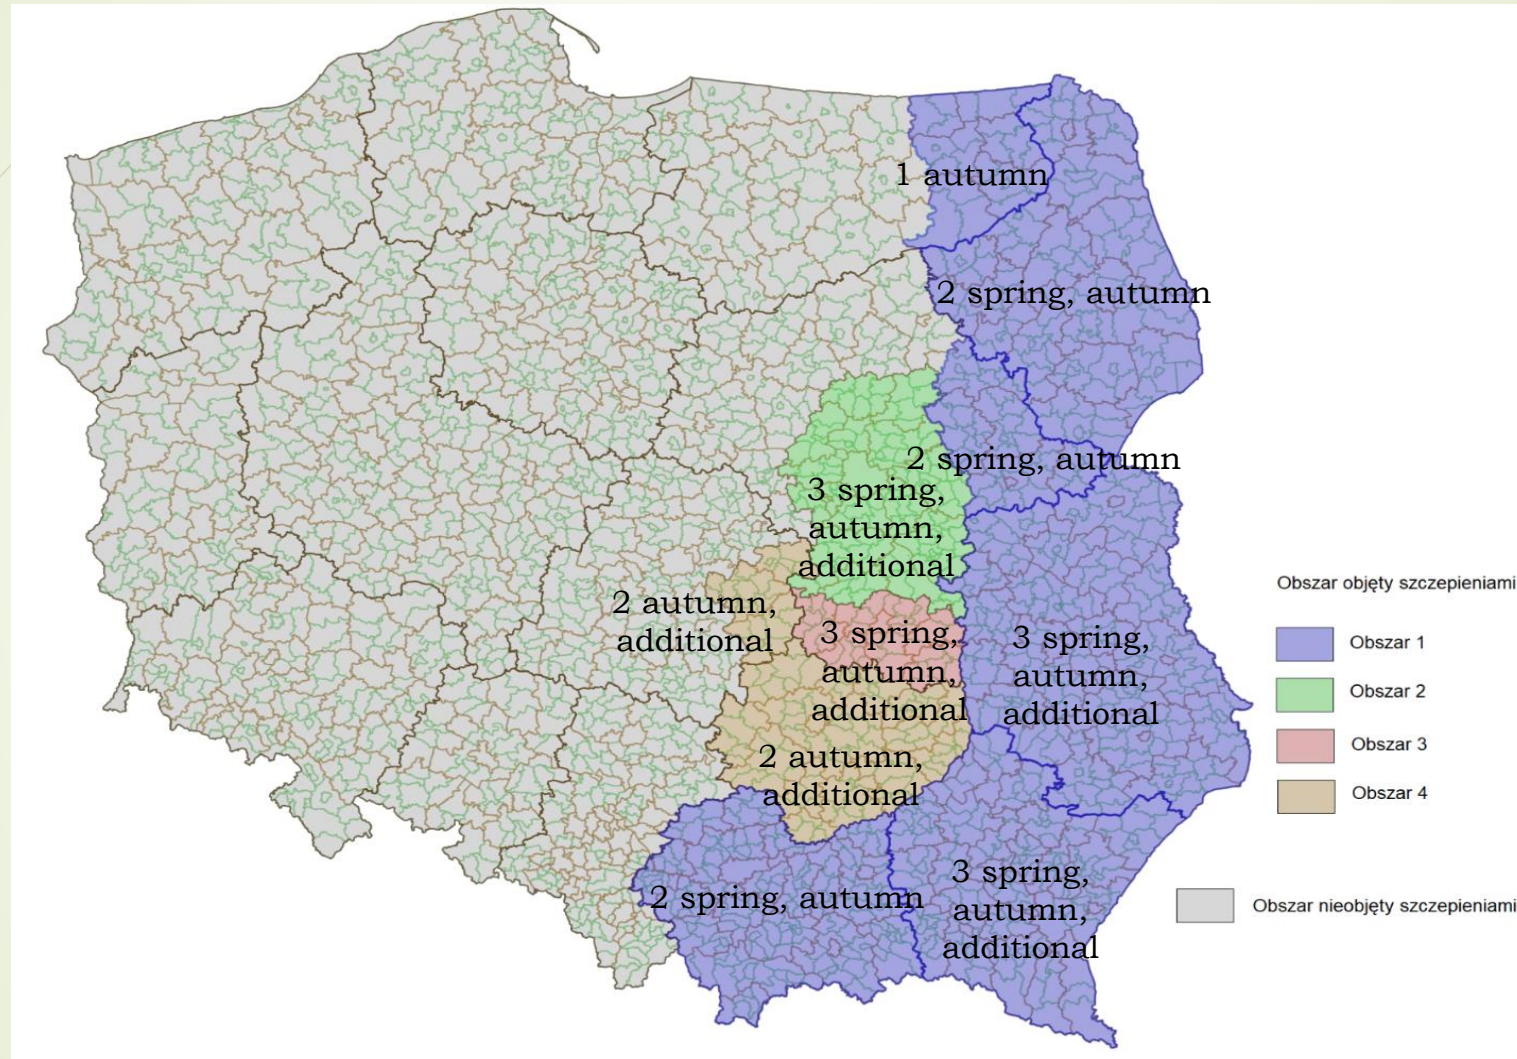 1 autumn
2 spring, autumn
2 spring, autumn
3 spring,
autumn,
additional
2 autumn,
additional
3 spring,
autumn,
additional
3 spring,
autumn,
additional
2 autumn,
additional
2 spring, autumn
3 spring,
autumn,
additional
Obszar objęty szczepieniami
Obszar 1
Obszar 2
Obszar 3
Obszar 4
Obszar nieobjęty szczepieniami